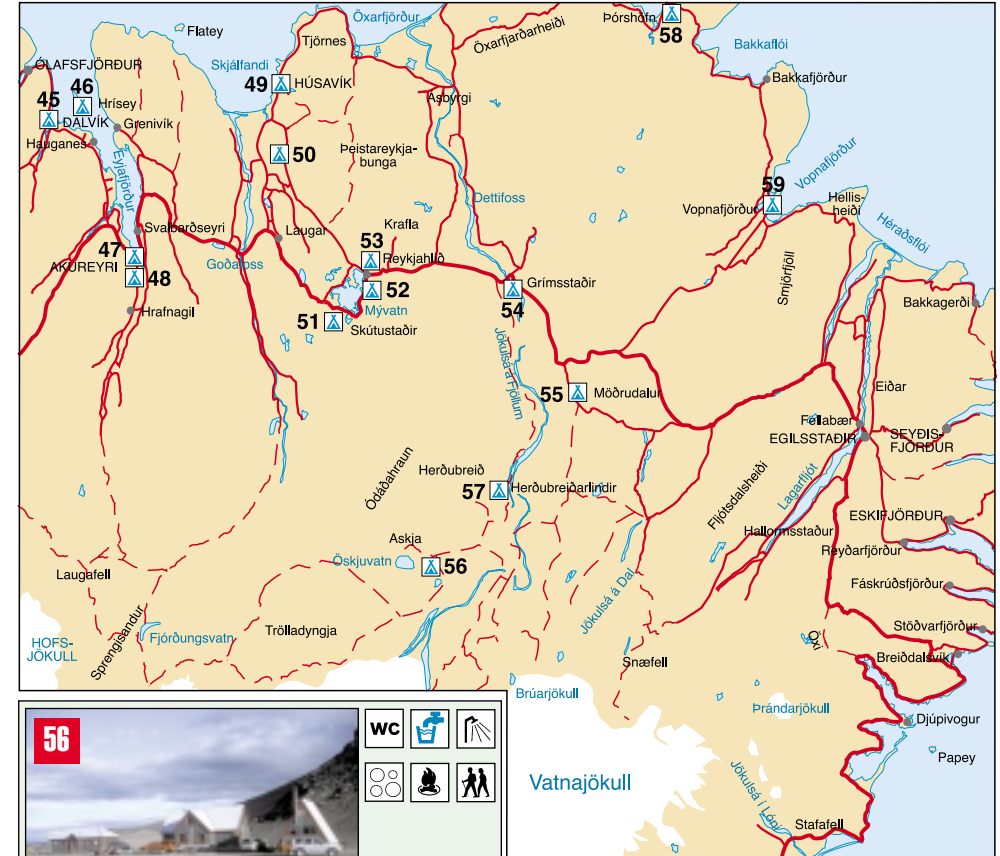 Flatey
Öxarfjörður
Þórshöfn
58
Tjörnes
Öxarfjarðarheiði
Bakkaflói
Skjálfandi
ÓLAFSFJÖRÐUR
Bakkafjörður
49
HÚSAVÍK
45
46
Hrísey
Ásbyrgi
DALVÍK
Grenivík
Hauganes
50
Þeistareykja-
bunga
Eyjafjörður
Vopnafjörður
59
Dettifoss
Hellis-
heiði
Vopnafjörður
Krafla
Héraðsflói
Svalbarðseyri
Laugar
53
47
Goðafoss
Reykjahlíð
AKUREYRI
48
52
Grímsstaðir
Smjörfjöll
54
Bakkagerði
Hrafnagil
51
Mývatn
Skútustaðir
Jökulsá á Fjöllum
55
Möðrudalur
Eiðar
Fellabær
EGILSSTAÐIR
SEYÐIS-
FJÖRÐUR
Ódáðahraun
Herðubreið
57
Herðubreiðarlindir
Fljótsdalsheiði
Lagarfljót
ESKIFJÖRÐUR
Hallormsstaður
Askja
Reyðarfjörður
Öskjuvatn
56
Laugafell
Jökulsá á Dal
Fáskrúðsfjörður
Trölladyngja
Stöðvarfjörður
HOFS-
JÖKULL
Sprengisandur
Fjórðungsvatn
Öxi
Snæfell
Breiðdalsvík
Brúarjökull
Þrándarjökull
Djúpivogur
56
WC
Papey
Vatnajökull
Jökulsá í Lóni
Stafafell